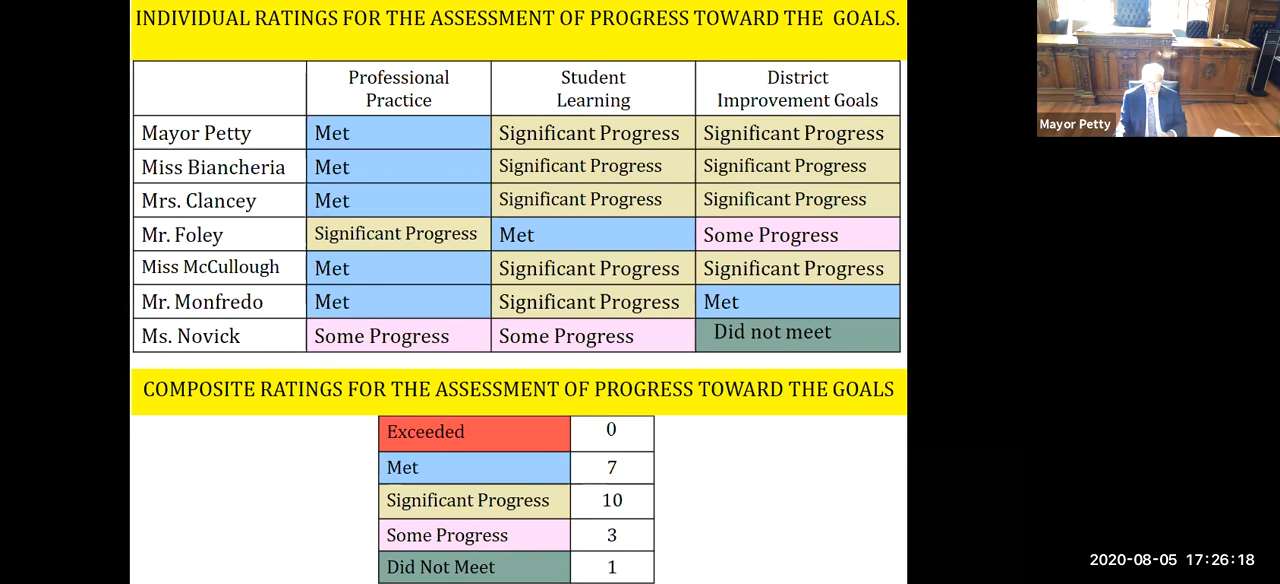 INDIVIDUAL RATINGS FOR THE ASSESSMENT OF PROGRESS TOWARD THE GOALS.
Professional Practice Student Learning District Improvement Goals
Mayor Petty Met Significant Progress Significant Progress
Miss Biancheria Met Significant Progress Significant Progress
Mrs. Clancey Met Significant Progress Significant Progress
Mr. Foley Significant Progress Met Some Progress
Miss McCullough Met Significant Progress Significant Progress
Mr. Monfredo Met Significant Progress Met
Ms. Novick Some Progress Some Progress Did not meet
COMPOSITE RATINGS FOR THE ASSESSMENT OF PROGRESS TOWARD THE GOALS
Exceeded 0
Met 7
Significant Progress 10
Some Progress 3
Did Not Meet 1
Mayor Petty
2020-08-05 17:26:18